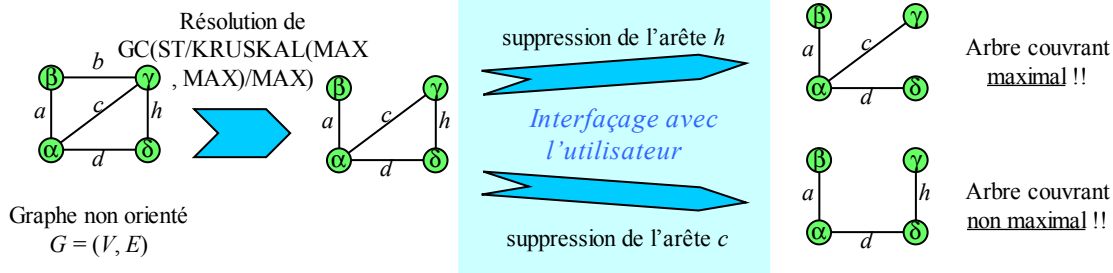 Résolution de
GC(ST/KRUSKAL(MAX
, MAX)/MAX)
β b γ
a c h
α d δ
Graphe non orienté
G = (V, E)
β γ
a c h
α d δ
suppression de l'arête h
Interfaçage avec
l'utilisateur
suppression de l'arête c
β γ
a c
α d δ
Arbre couvrant
maximal !!
β γ
a h
α d δ
Arbre couvrant
non maximal !!